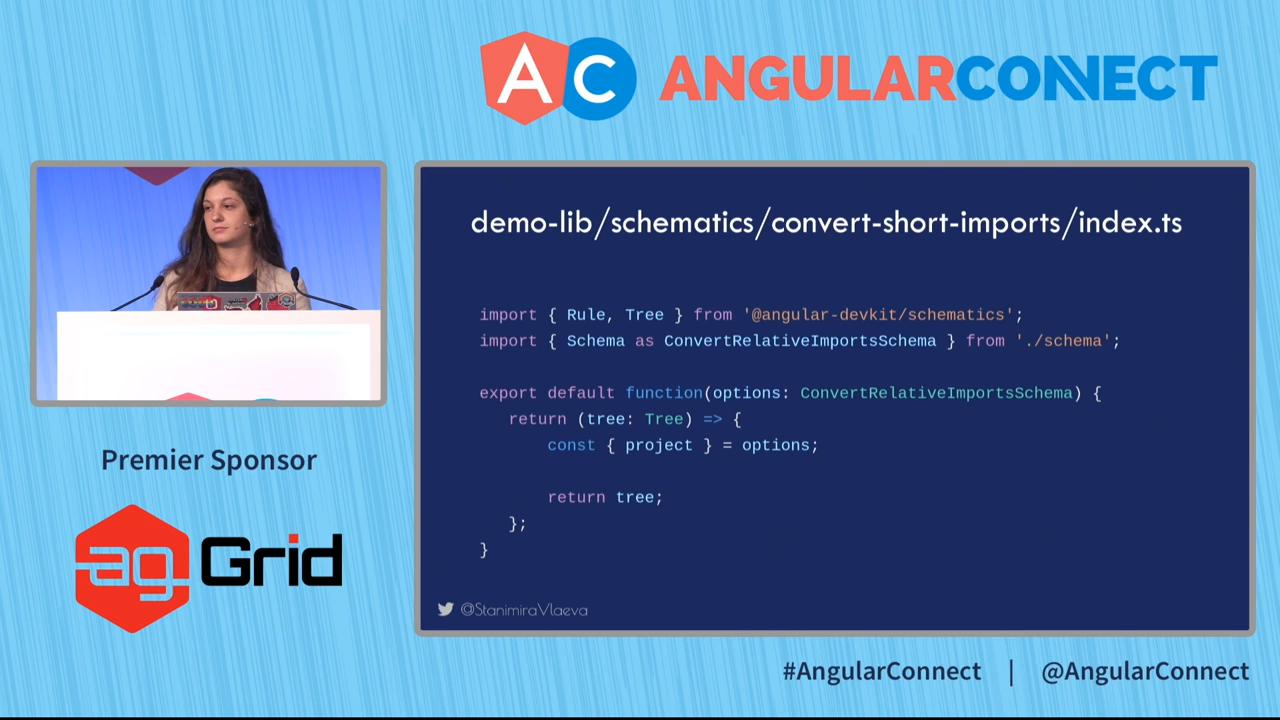 AC ANGULARCONNECT
demo-lib/schematics/convert-short-imports/index.ts
import { Rule, Tree } from '@angular-devkit/schematics';
import { Schema as ConvertRelativeImportsSchema } from './schema';
export default function(options: ConvertRelativeImportsSchema) {
return (tree: Tree) => {
const { project } = options;
return tree;
};
}
@StanimiraVlaeva
Premier Sponsor
ag Grid
#AngularConnect | @AngularConnect